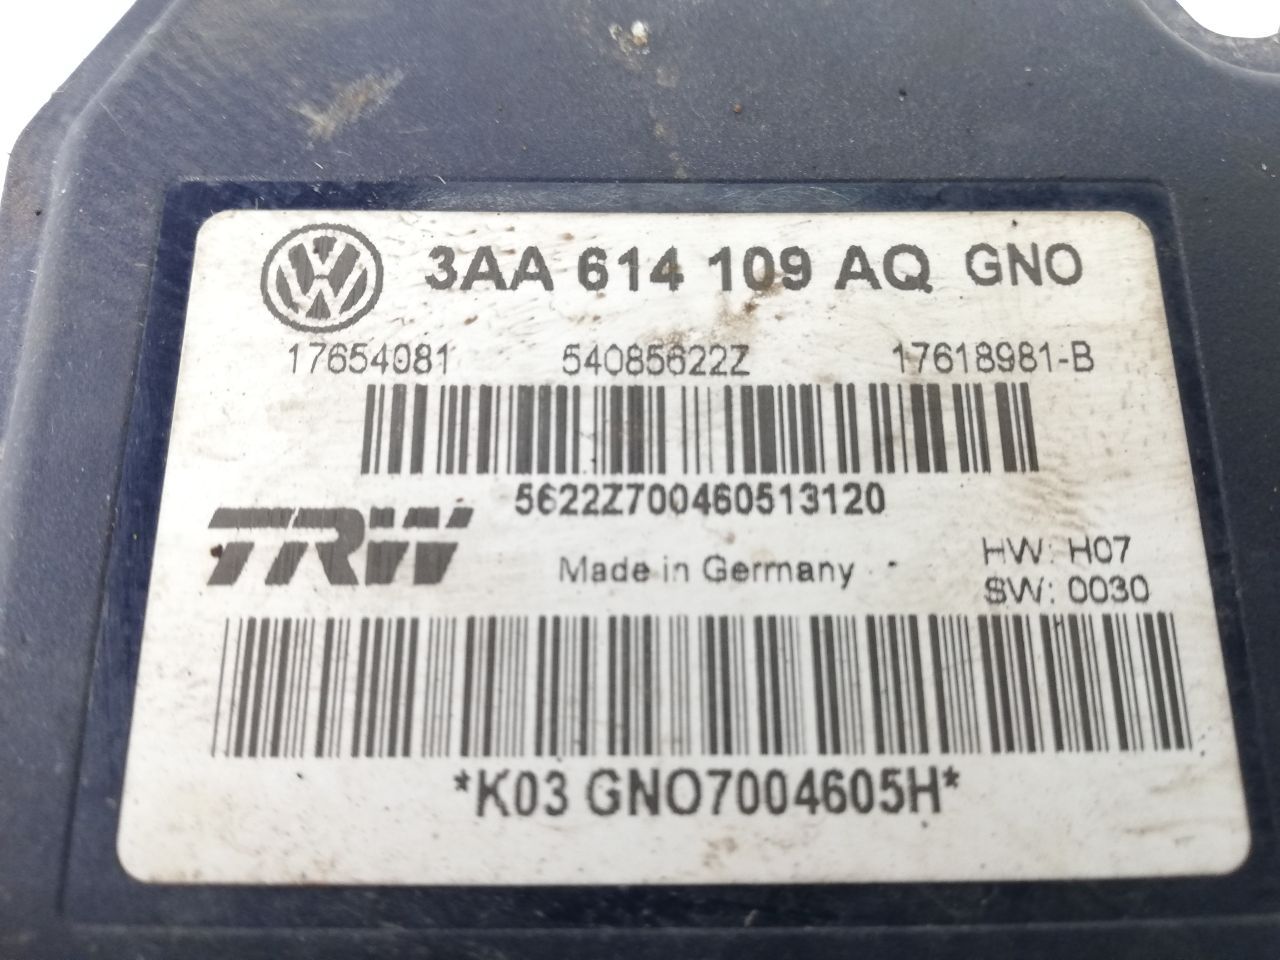 3AA 614 109 AQ GNO
17654081 54085622Z 17618981-B
5622Z700460513120
TRW
Made in Germany
HW: H07
SW: 0030
*K03 GNO7004605H*